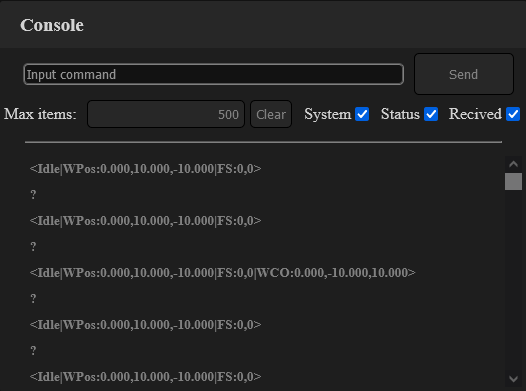 Console
Input command Send
Max items: 500 Clear System Status Recived
<Idle|WPos:0.000,10.000,-10.000|FS:0,0>
?
<Idle|WPos:0.000,10.000,-10.000|FS:0,0>
?
<Idle|WPos:0.000,10.000,-10.000|FS:0,0|WCO:0.000,-10.000,10.000>
?
<Idle|WPos:0.000,10.000,-10.000|FS:0,0>
?
<Idle|WPos:0.000,10.000,-10.000|FS:0,0>